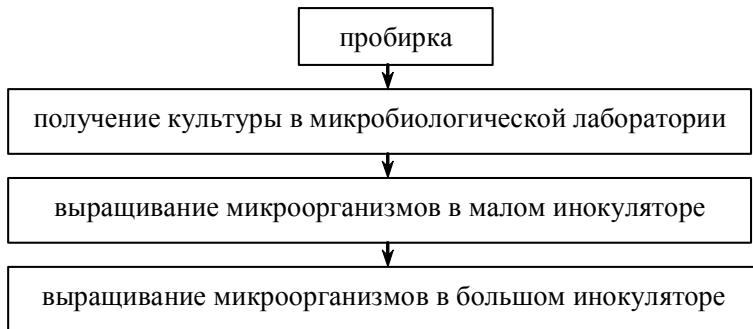 пробирка
получение культуры в микробиологической лаборатории
выращивание микроорганизмов в малом инокуляторе
выращивание микроорганизмов в большом инокуляторе